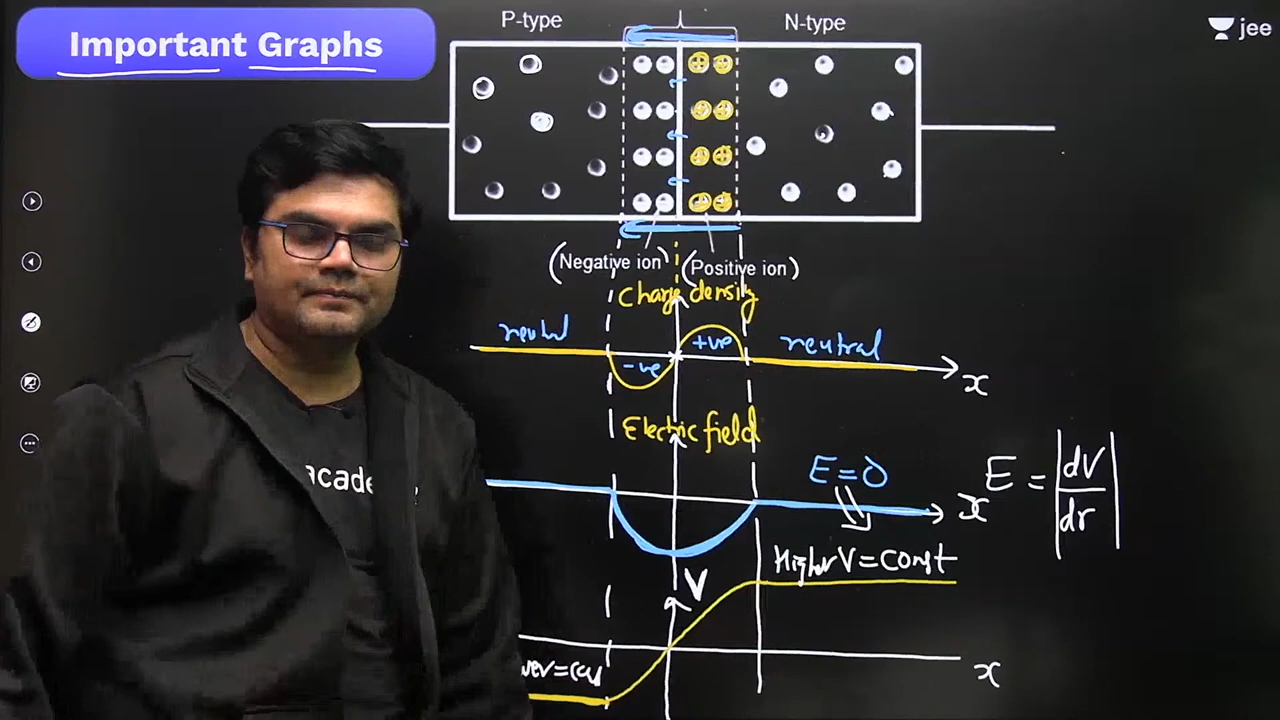 Important Graphs
P-type
N-type
jee
(Negative ion)
(Positive ion)
Charge density
neutral
-ve
+ve
neutral
x
Electric field
E = 0
x
E = |dV/dr|
V
Higher V = Const
x
acade